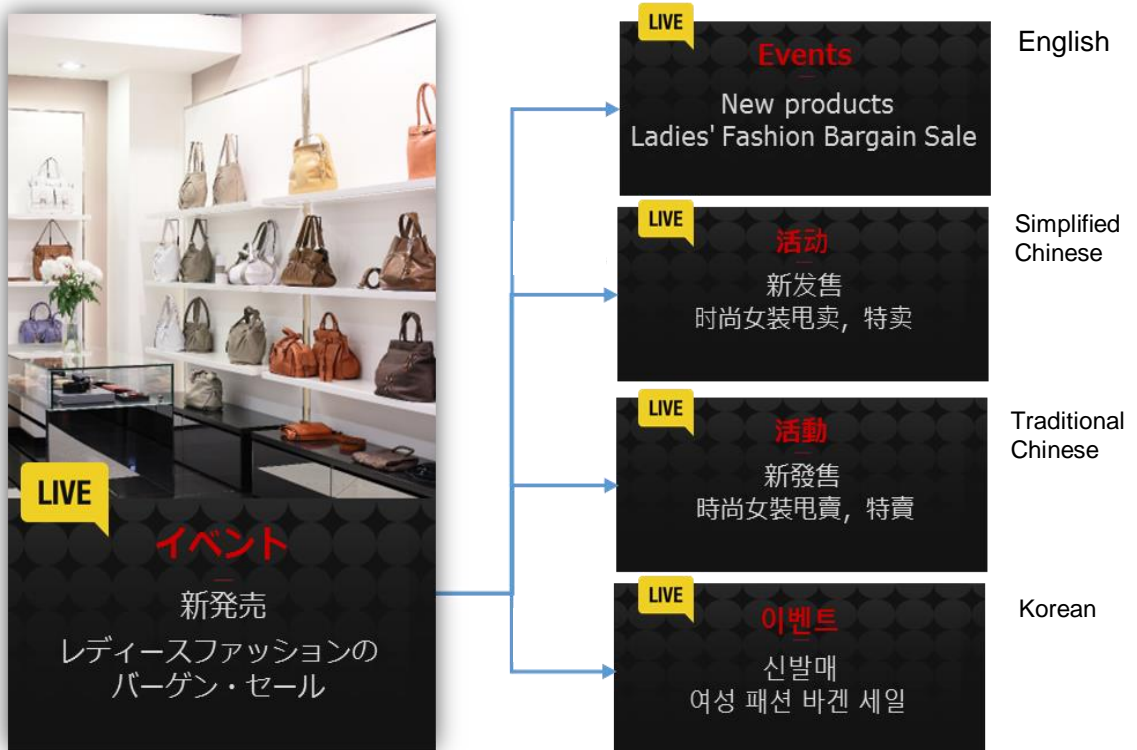 LIVE
イベント
新発売
レディースファッションの
バーゲン・セール
LIVE
Events
New products
Ladies' Fashion Bargain Sale
English
LIVE
活动
新发售
时尚女装甩卖，特卖
Simplified
Chinese
LIVE
活動
新發售
時尚女裝甩賣，特賣
Traditional
Chinese
LIVE
이벤트
신발매
여성 패션 바겐 세일
Korean